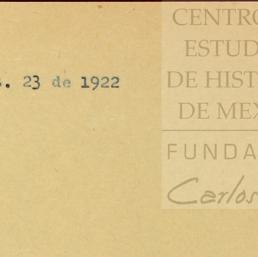 . 23 de 1922
CENTRO
ESTUD
DE HIST
DE MEX
FUNDA
Carlos